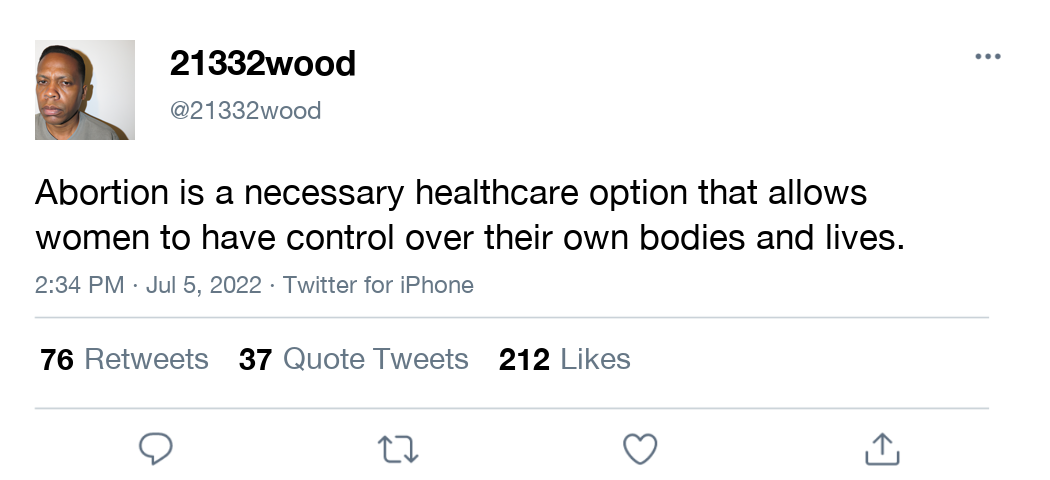 21332wood
@21332wood
Abortion is a necessary healthcare option that allows
women to have control over their own bodies and lives.
2:34 PM · Jul 5, 2022 · Twitter for iPhone
76 Retweets 37 Quote Tweets 212 Likes